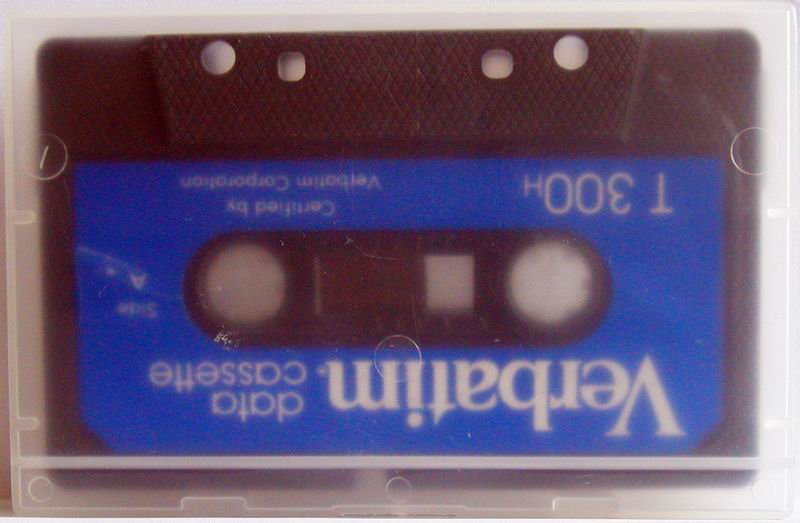 Verbatim. data
cassette
Side
A
T 300H
Certified by
Verbatim Corporation